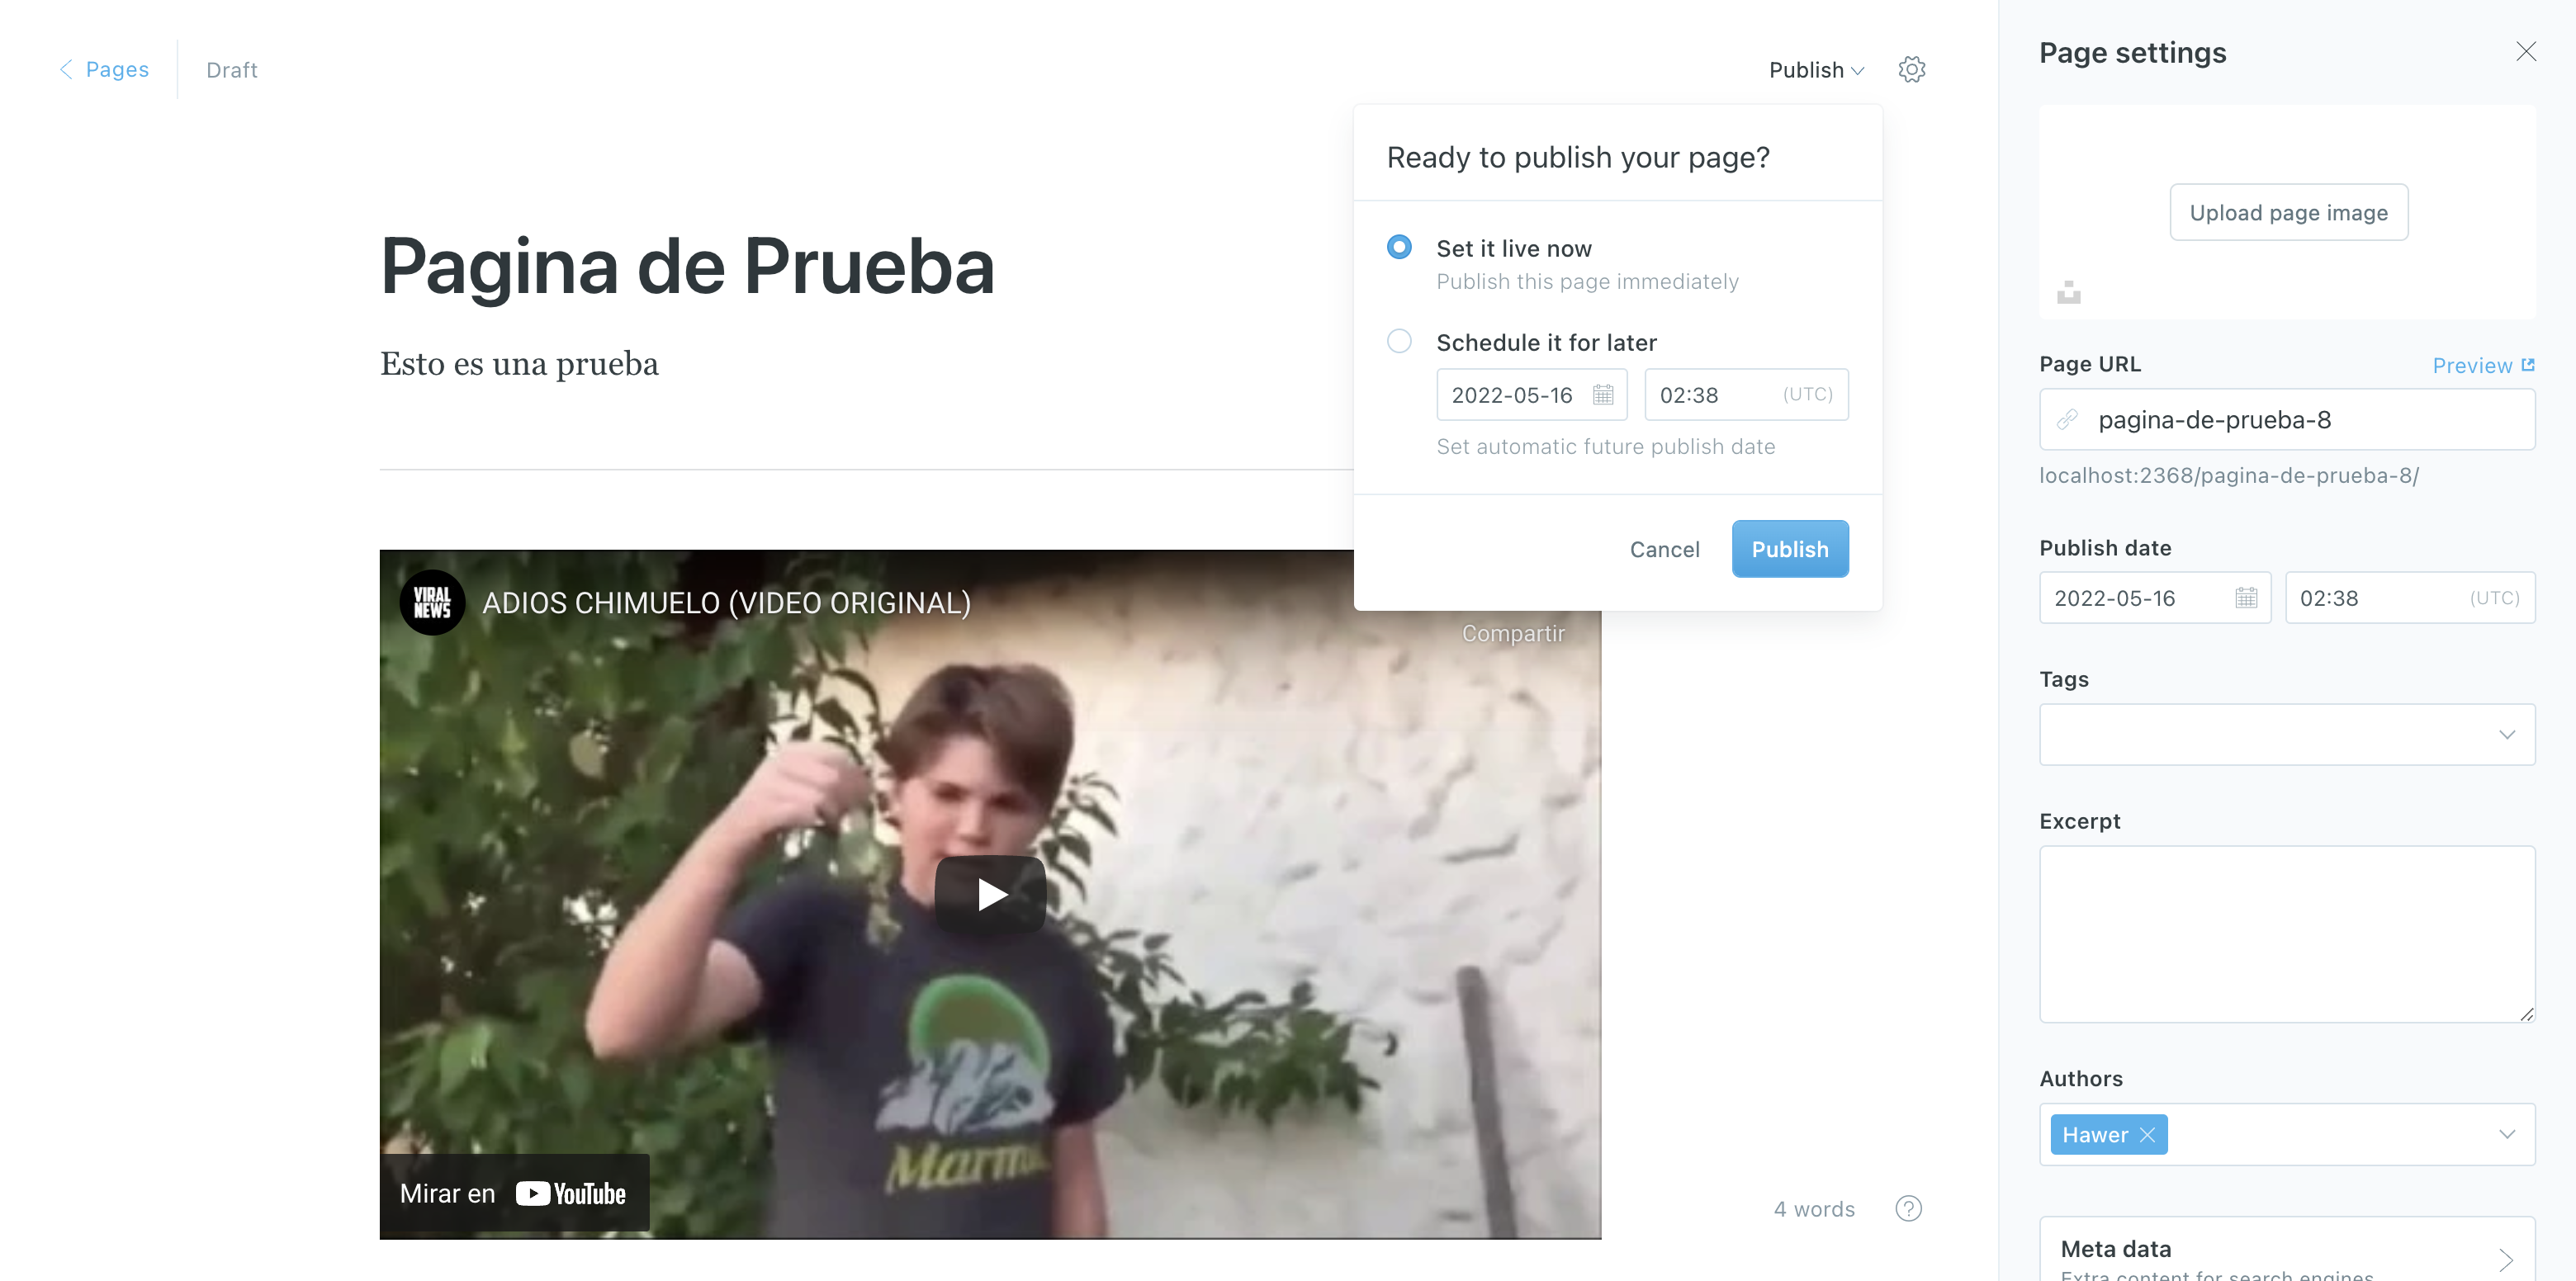 Pages
Draft
Publish
Ready to publish your page?
Set it live now
Publish this page immediately
Schedule it for later
2022-05-16
02:38 (UTC)
Set automatic future publish date
Cancel
Publish
Pagina de Prueba
Esto es una prueba
VIRAL
NEWS
ADIOS CHIMUELO (VIDEO ORIGINAL)
Compartir
Mirar en YouTube
4 words
?
Page settings
Upload page image
Page URL
Preview
pagina-de-prueba-8
localhost:2368/pagina-de-prueba-8/
Publish date
2022-05-16
02:38 (UTC)
Tags
Excerpt
Authors
Hawer
Meta data
Extra content for search engines